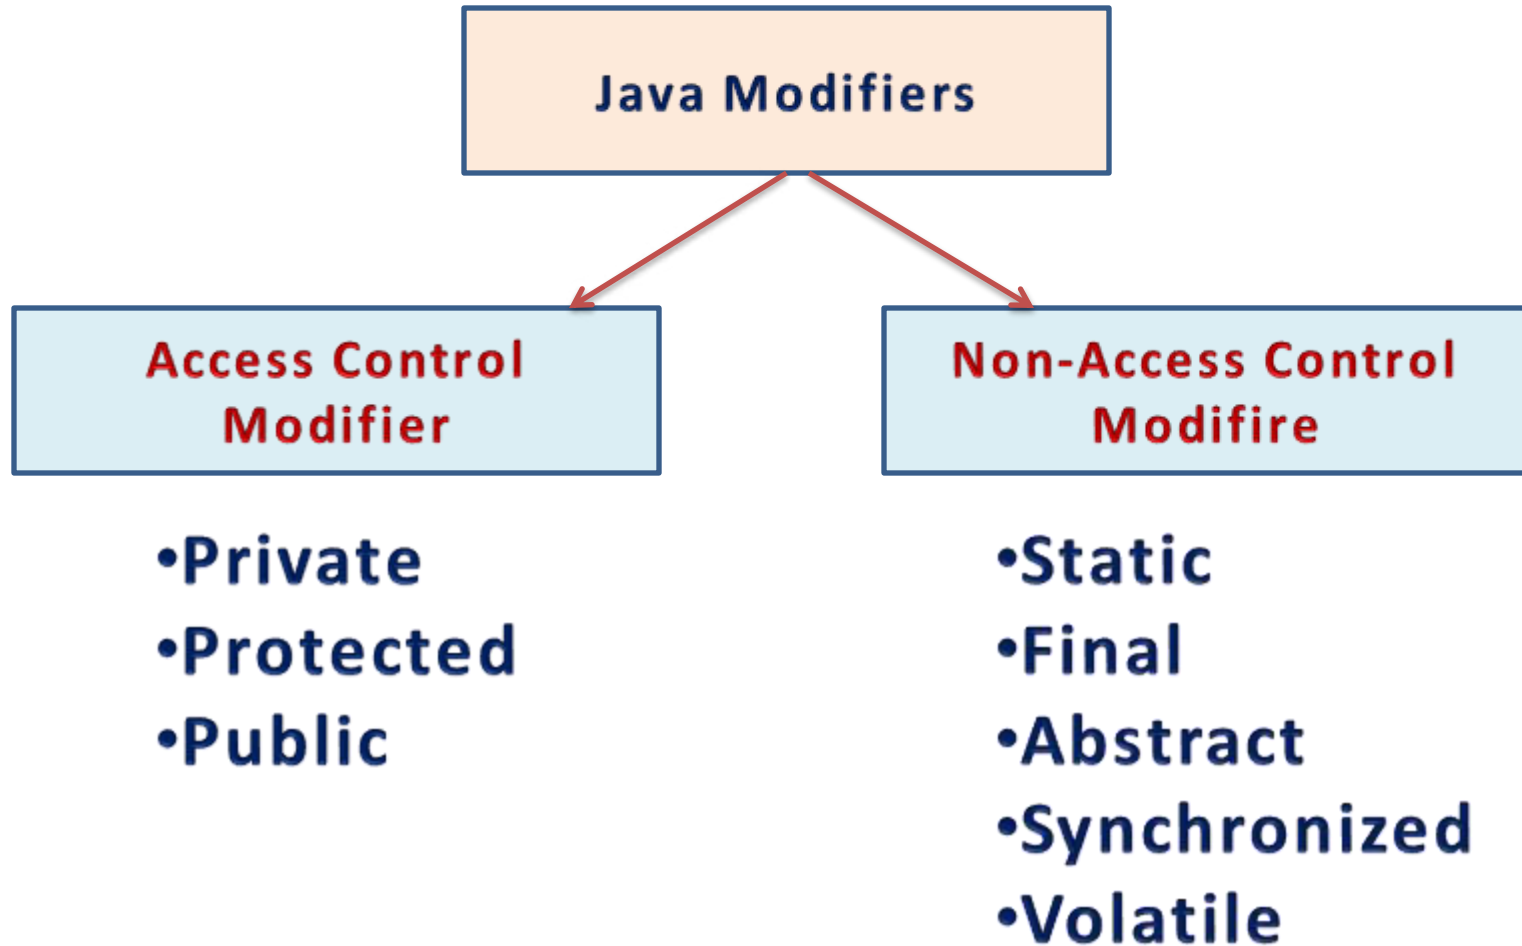 Java Modifiers
Access Control
Modifier
•Private
•Protected
•Public
Non-Access Control
Modifire
•Static
•Final
•Abstract
•Synchronized
•Volatile